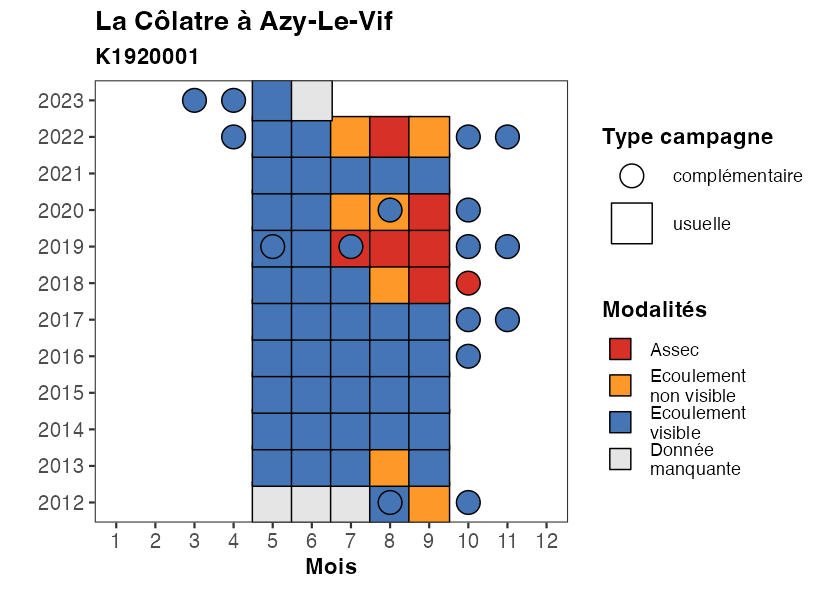 La Côlatre à Azy-Le-Vif
K1920001
2023
2022
2021
2020
2019
2018
2017
2016
2015
2014
2013
2012
1 2 3 4 5 6 7 8 9 10 11 12
Mois
Type campagne
complémentaire
usuelle
Modalités
Assec
Ecoulement
non visible
Ecoulement
visible
Donnée
manquante